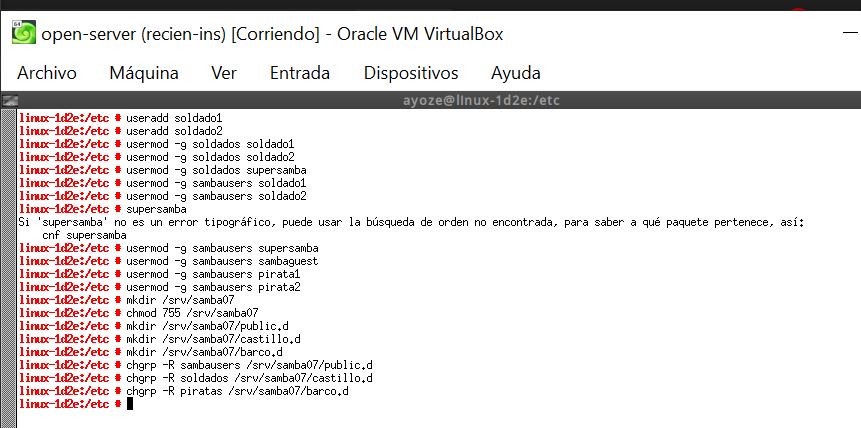 64
open-server (recien-ins) [Corriendo] - Oracle VM VirtualBox
Archivo Máquina Ver Entrada Dispositivos Ayuda
ayoze@linux-1d2e:/etc
linux-1d2e:/etc # useradd soldado1
linux-1d2e:/etc # useradd soldado2
linux-1d2e:/etc # usermod -g soldados soldado1
linux-1d2e:/etc # usermod -g soldados soldado2
linux-1d2e:/etc # usermod -g soldados supersamba
linux-1d2e:/etc # usermod -g sambausers soldado1
linux-1d2e:/etc # usermod -g sambausers soldado2
linux-1d2e:/etc # supersamba
Si 'supersamba' no es un error tipográfico, puede usar la búsqueda de orden no encontrada, para saber a qué paquete pertenece, así:
cnf supersamba
linux-1d2e:/etc # usermod -g sambausers supersamba
linux-1d2e:/etc # usermod -g sambausers sambaguest
linux-1d2e:/etc # usermod -g sambausers pirata1
linux-1d2e:/etc # usermod -g sambausers pirata2
linux-1d2e:/etc # mkdir /srv/samba07
linux-1d2e:/etc # chmod 755 /srv/samba07
linux-1d2e:/etc # mkdir /srv/samba07/public.d
linux-1d2e:/etc # mkdir /srv/samba07/castillo.d
linux-1d2e:/etc # mkdir /srv/samba07/barco.d
linux-1d2e:/etc # chgrp -R sambausers /srv/samba07/public.d
linux-1d2e:/etc # chgrp -R soldados /srv/samba07/castillo.d
linux-1d2e:/etc # chgrp -R piratas /srv/samba07/barco.d
linux-1d2e:/etc #